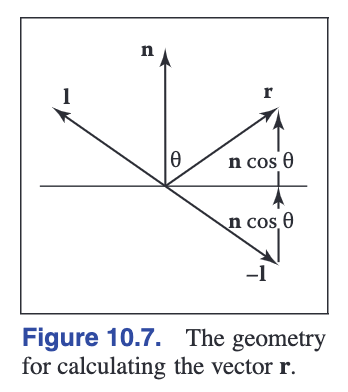 n
l
r
θ
n cos θ
n cos θ
–l
Figure 10.7. The geometry
for calculating the vector r.